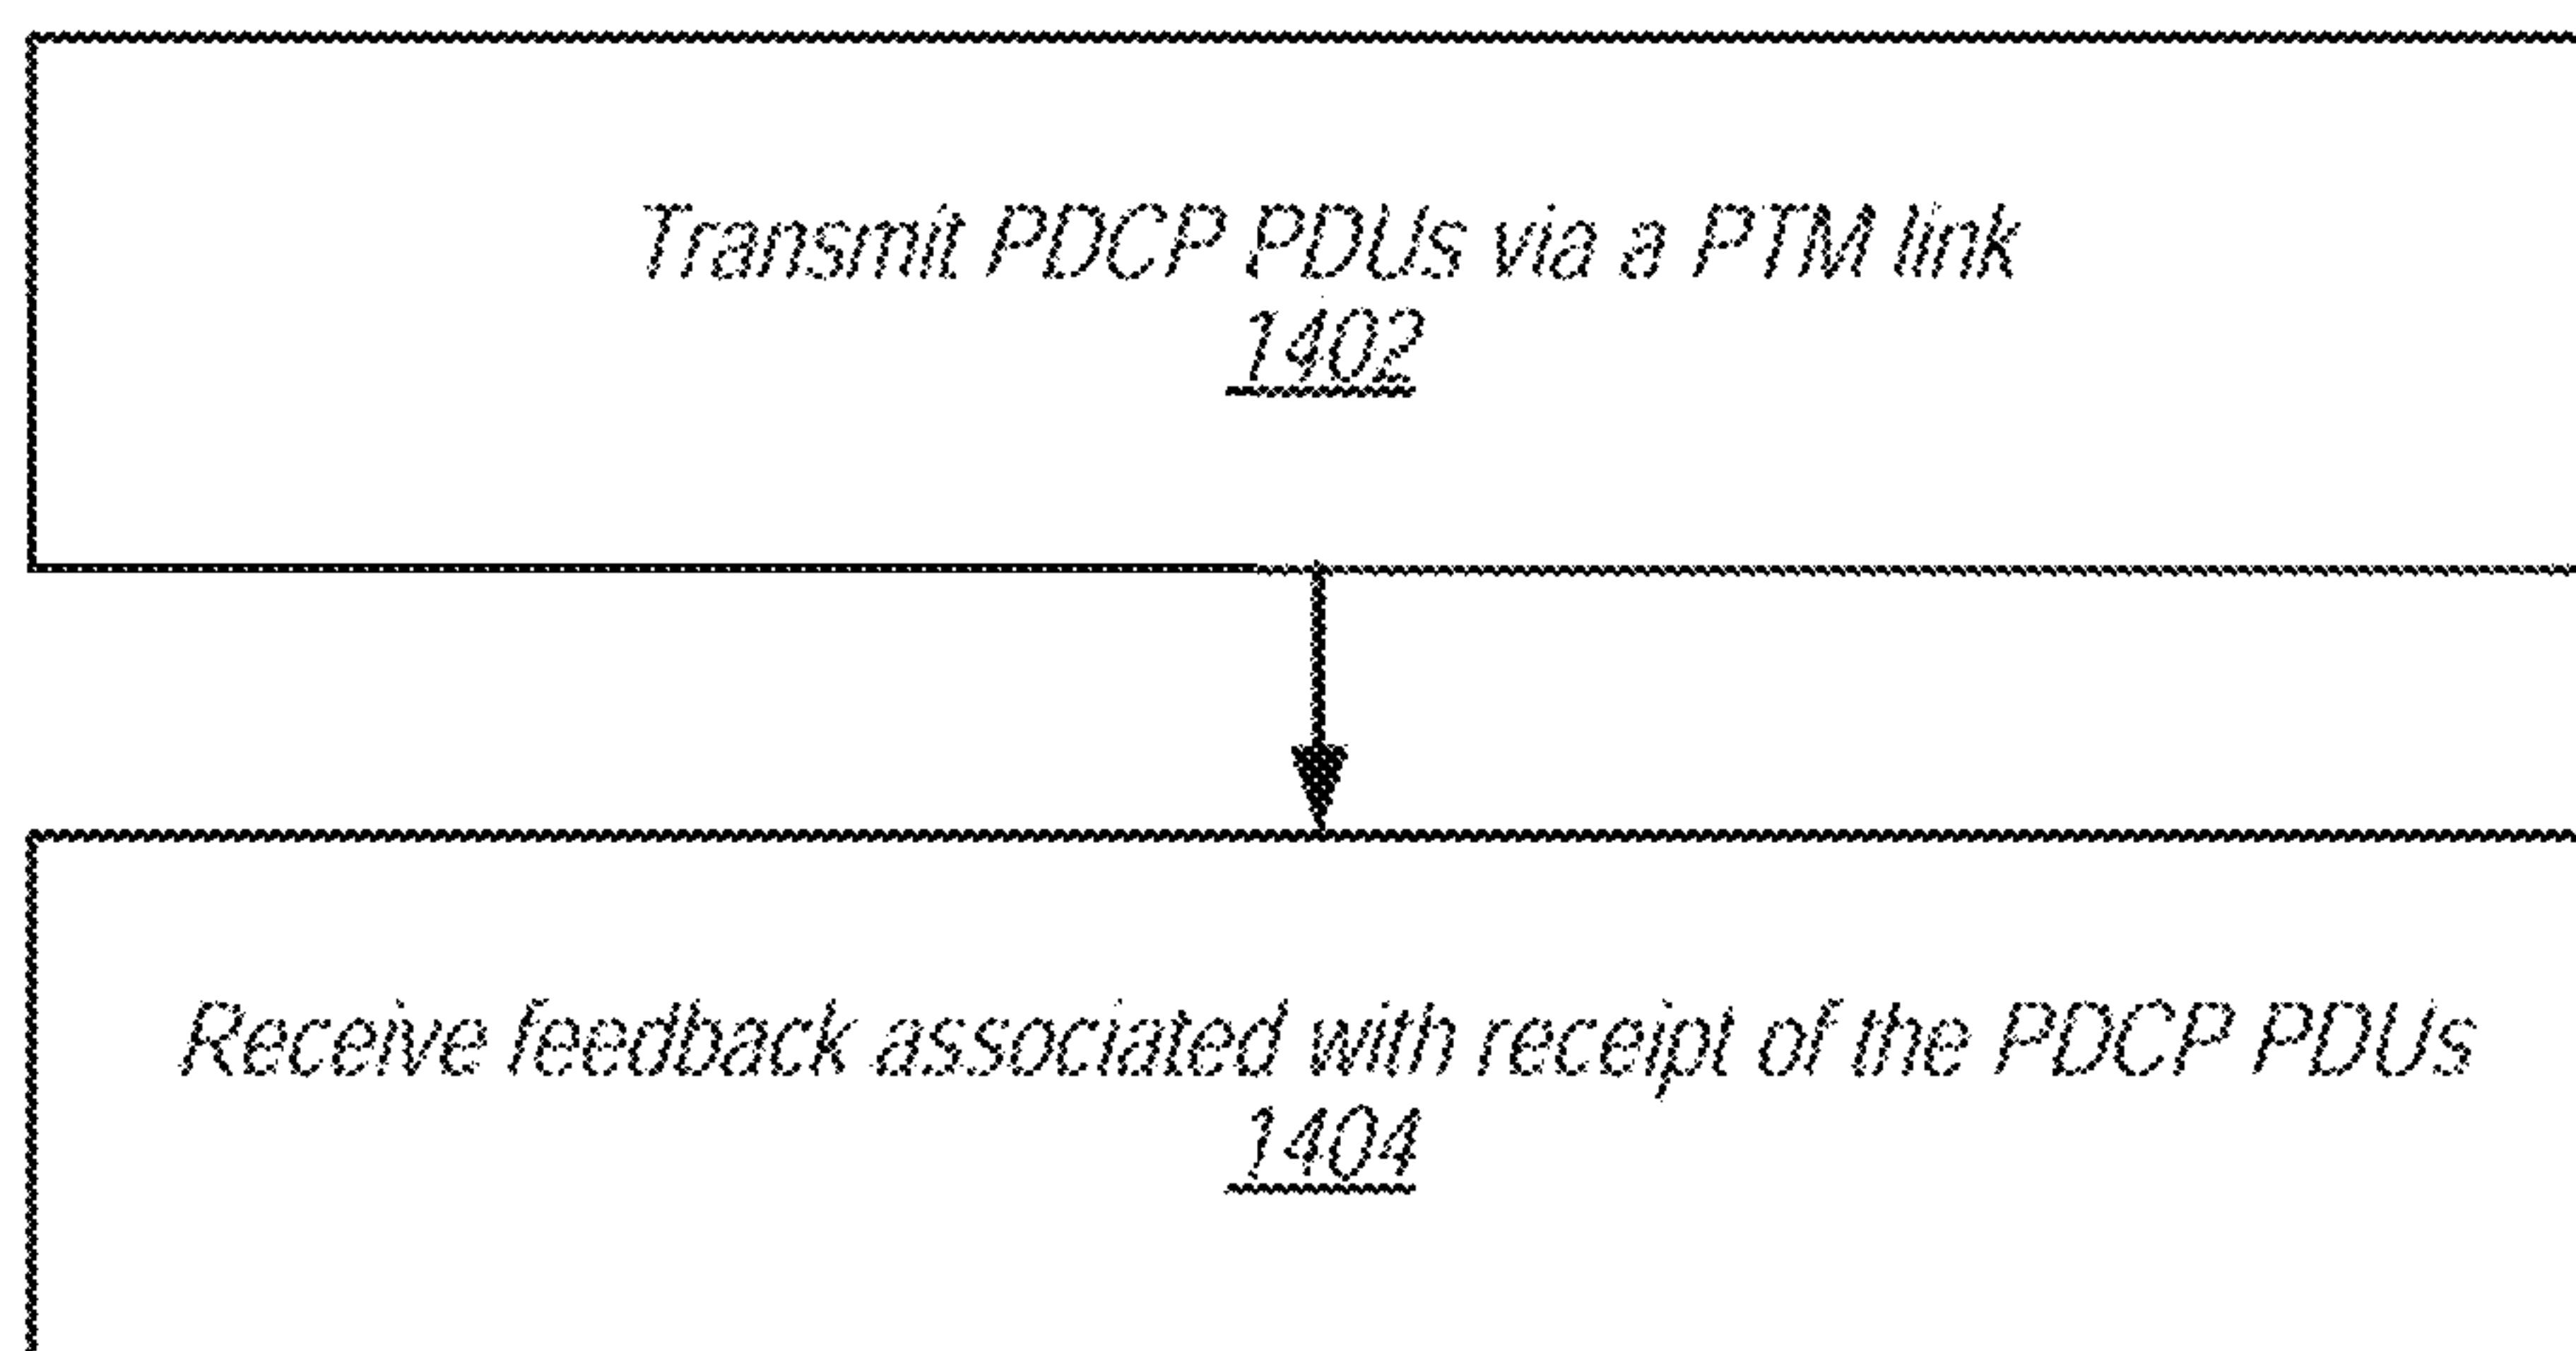 Transmit PDCP PDUs via a PTM link
1402
Receive feedback associated with receipt of the PDCP PDUs
1404